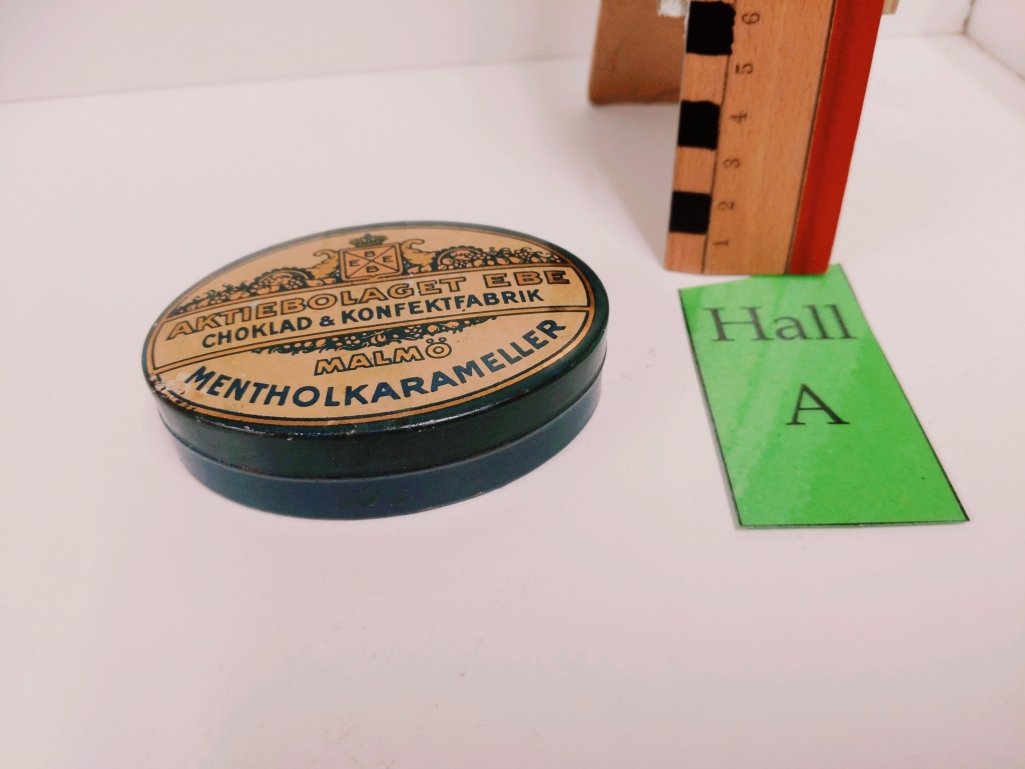 E B E
B
AKTIEBOLAGET EBE
CHOKLAD & KONFEKTFABRIK
MALMÖ
MENTHOLKARAMELLER
6
5
4
3
2
1
Hall
A